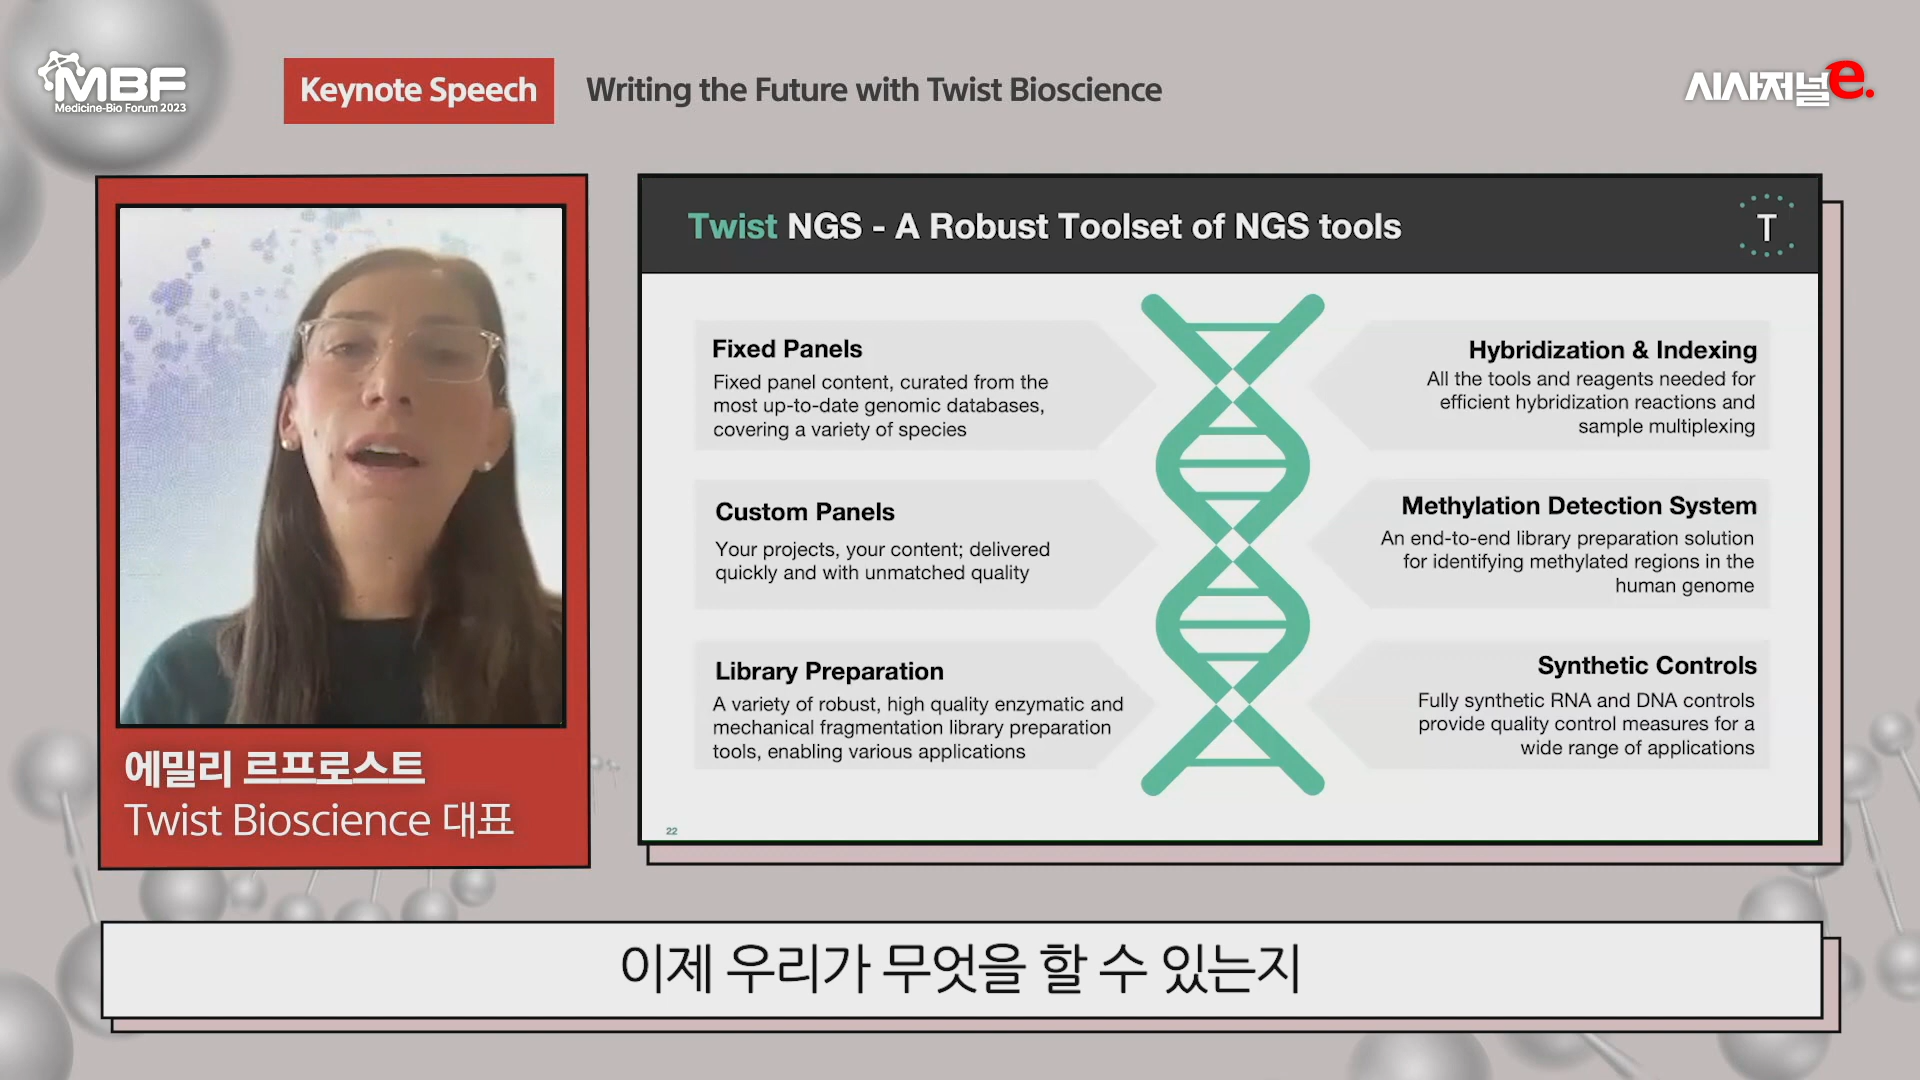 MBF
Medicine-Bio Forum 2023
Keynote Speech
Writing the Future with Twist Bioscience
시사저널e.
Twist NGS - A Robust Toolset of NGS tools
T
Fixed Panels
Fixed panel content, curated from the
most up-to-date genomic databases,
covering a variety of species
Custom Panels
Your projects, your content; delivered
quickly and with unmatched quality
Library Preparation
A variety of robust, high quality enzymatic and
mechanical fragmentation library preparation
tools, enabling various applications
Hybridization & Indexing
All the tools and reagents needed for
efficient hybridization reactions and
sample multiplexing
Methylation Detection System
An end-to-end library preparation solution
for identifying methylated regions in the
human genome
Synthetic Controls
Fully synthetic RNA and DNA controls
provide quality control measures for a
wide range of applications
22
에밀리 르프로스트
Twist Bioscience 대표
이제 우리가 무엇을 할 수 있는지